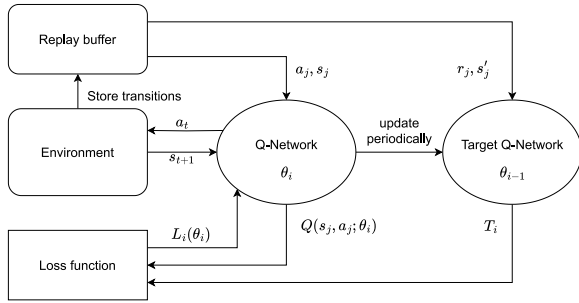 Replay buffer
a_j, s_j
r_j, s'_j
Store transitions
a_t
Environment
s_{t+1}
Q-Network
θ_i
update
periodically
Target Q-Network
θ_{i−1}
L_i(θ_i)
Q(s_j, a_j; θ_i)
T_i
Loss function